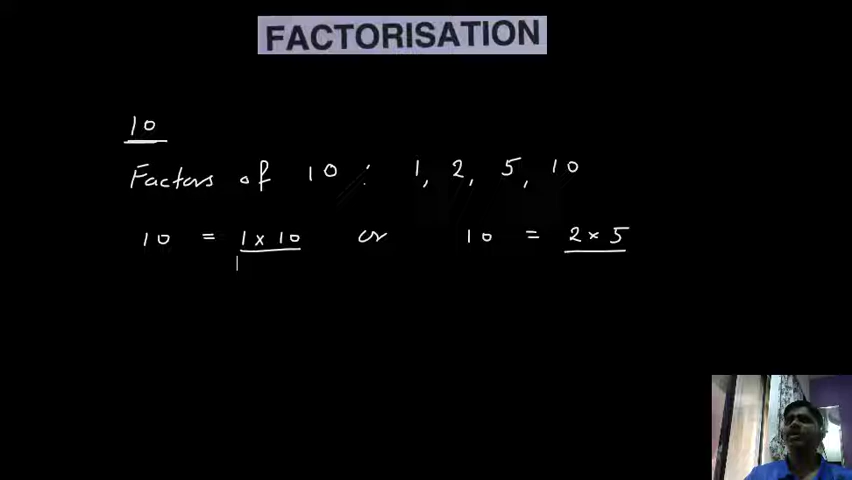 FACTORISATION
10
Factors of 10 : 1, 2, 5, 10
10 = 1 x 10 or 10 = 2 x 5